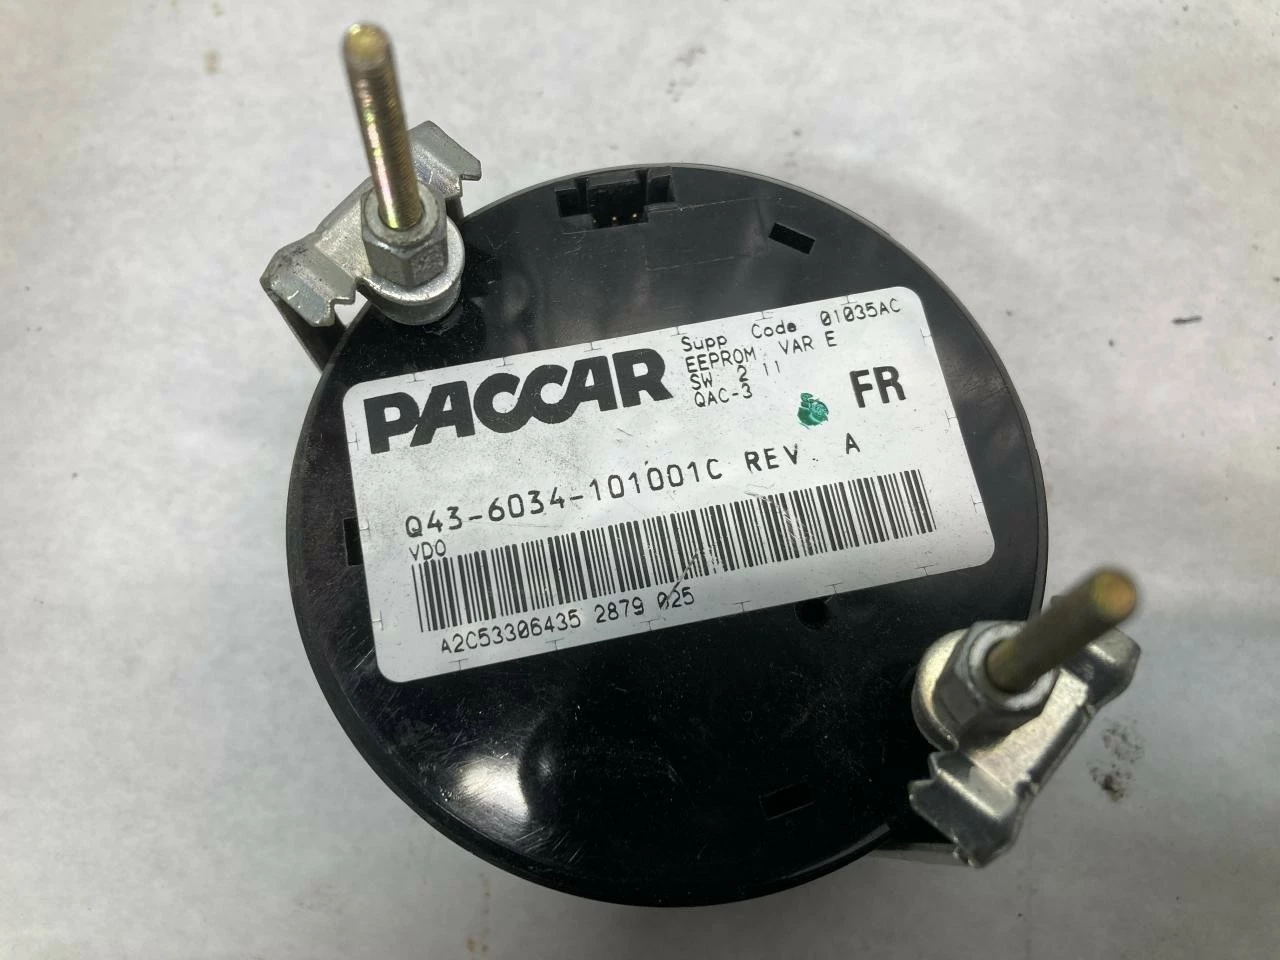 PACCAR
Supp Code 01035AC
EEPROM VAR E
SW 2 11
QAC-3
FR
Q43-6034-101001C REV. A
VDO
A2C53306435 2879 025